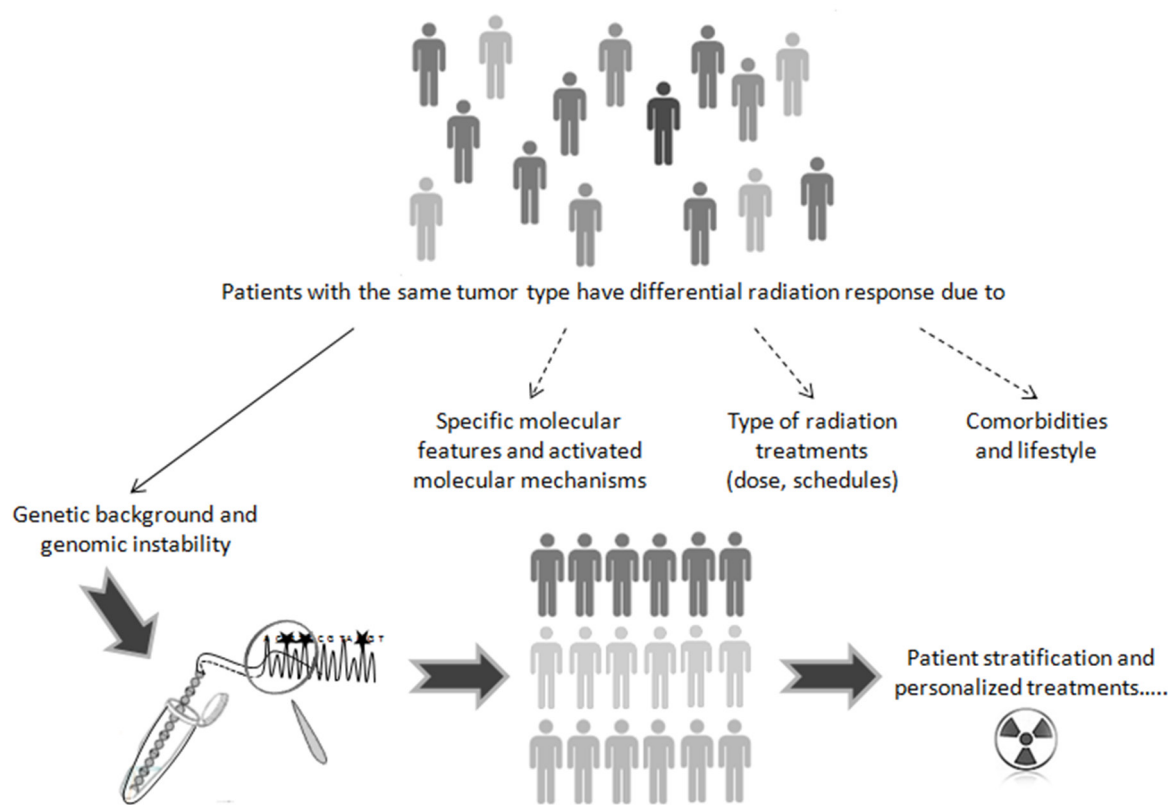 Patients with the same tumor type have differential radiation response due to
Specific molecular
features and activated
molecular mechanisms
Type of radiation
treatments
(dose, schedules)
Comorbidities
and lifestyle
Genetic background and
genomic instability
Patient stratification and
personalized treatments.....